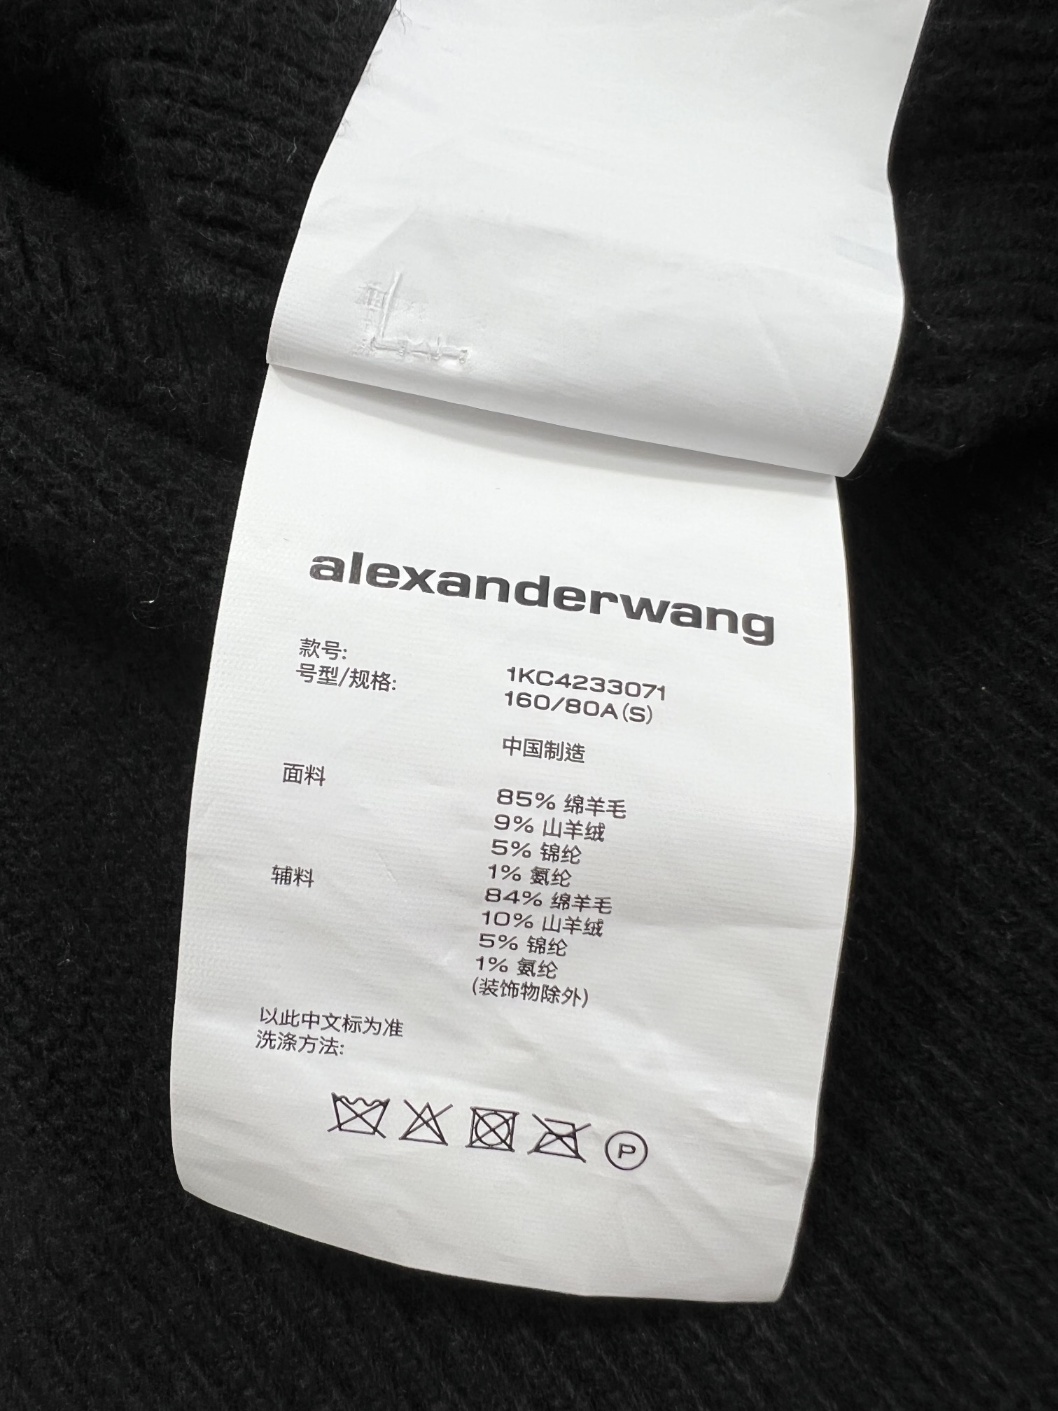 alexanderwang
款号: 1KC4233071
号型/规格: 160/80A(S)
中国制造
面料 85% 绵羊毛
9% 山羊绒
5% 锦纶
1% 氨纶
辅料 84% 绵羊毛
10% 山羊绒
5% 锦纶
1% 氨纶
(装饰物除外)
以此中文标为准
洗涤方法:
P